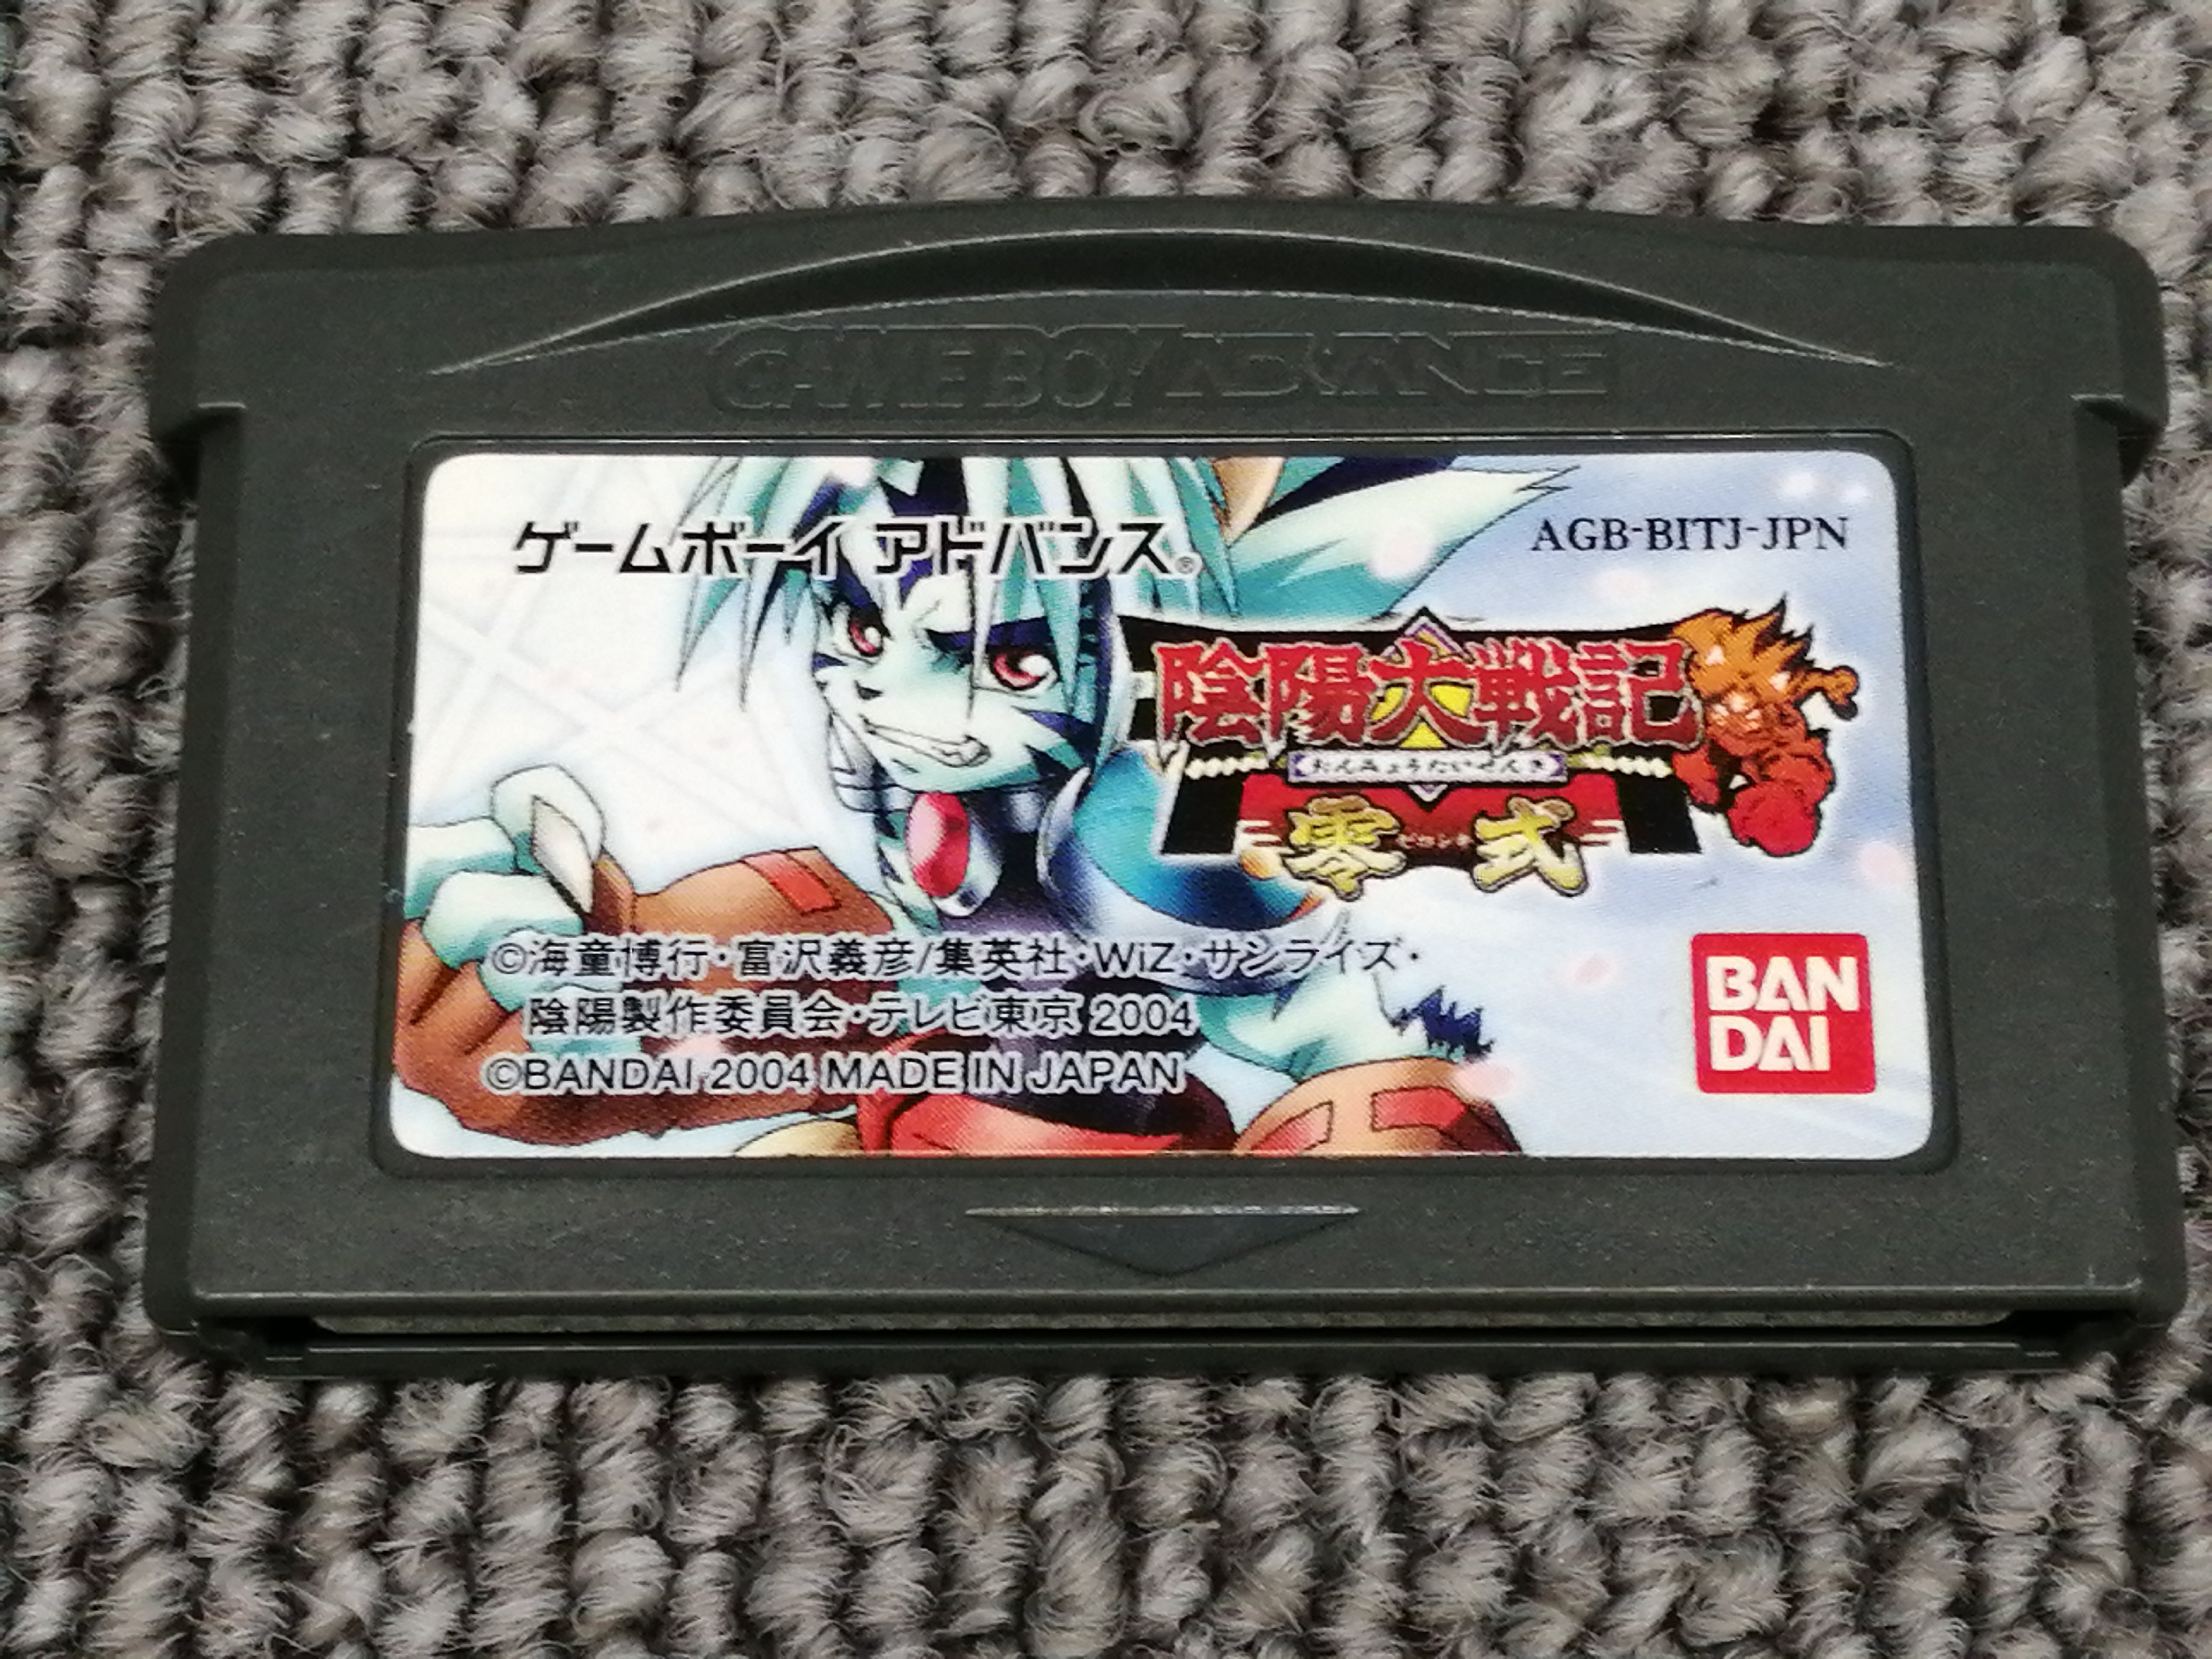 GAME BOY ADVANCE
ゲームボーイ アドバンス®
AGB-BITJ-JPN
陰陽大戦記
おんみょうたいせんき
零式
ゼロシキ
©海童博行・富沢義彦/集英社・WiZ・サンライズ・
陰陽製作委員会・テレビ東京 2004
©BANDAI 2004 MADE IN JAPAN
BAN
DAI